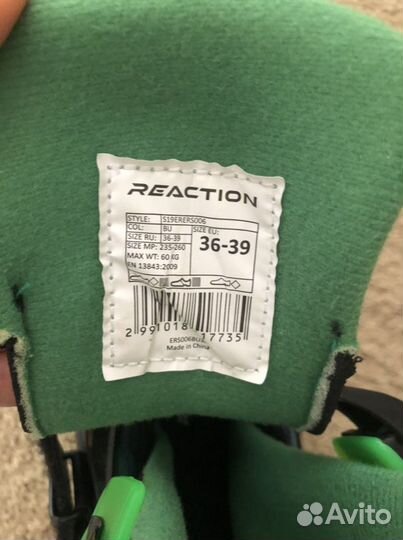 REACTION
STYLE: S19ERERS006
COL: BU SIZE EU:
SIZE RU: 36-39 36-39
SIZE MP: 235-260
MAX WT: 60 KG
EN 13843:2009
2 991018 17735
Made in China
Avito